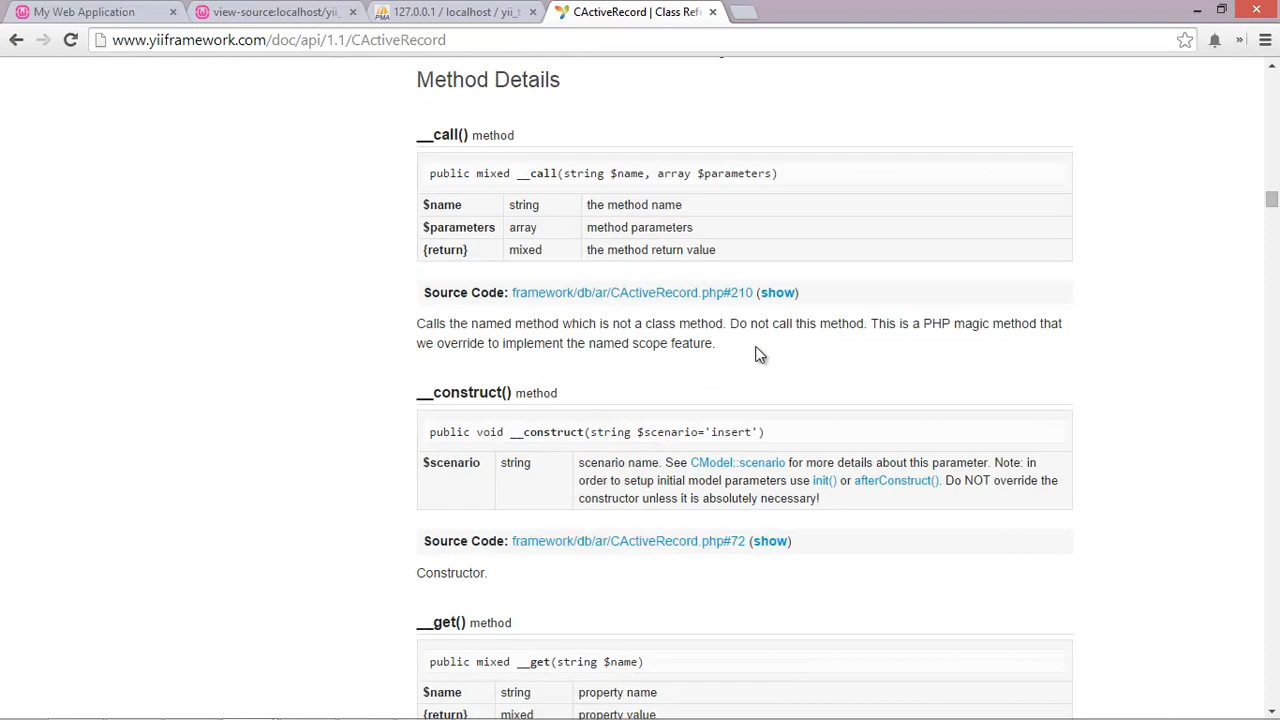 My Web Application
view-source:localhost/yii_
127.0.0.1 / localhost / yii_t
CActiveRecord | Class Ref
www.yiiframework.com/doc/api/1.1/CActiveRecord
Method Details
__call() method
public mixed __call(string $name, array $parameters)
$name string the method name
$parameters array method parameters
{return} mixed the method return value
Source Code: framework/db/ar/CActiveRecord.php#210 (show)
Calls the named method which is not a class method. Do not call this method. This is a PHP magic method that
we override to implement the named scope feature.
__construct() method
public void __construct(string $scenario='insert')
$scenario string scenario name. See CModel::scenario for more details about this parameter. Note: in
order to setup initial model parameters use init() or afterConstruct(). Do NOT override the
constructor unless it is absolutely necessary!
Source Code: framework/db/ar/CActiveRecord.php#72 (show)
Constructor.
__get() method
public mixed __get(string $name)
$name string property name
{return} mixed property value